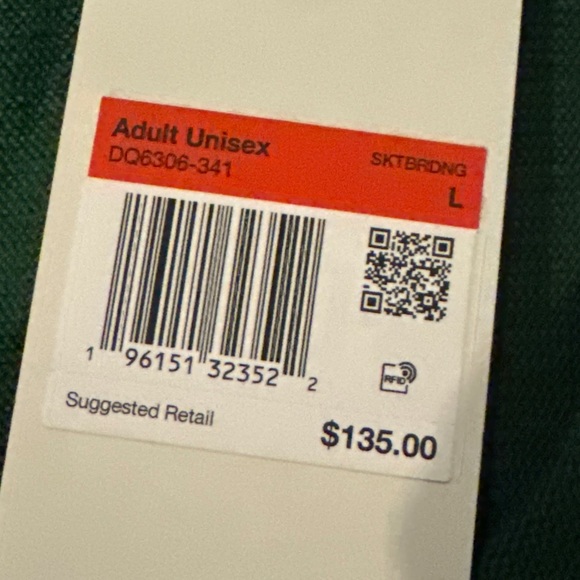 Adult Unisex
DQ6306-341
SKTBRDNG
L
1 96151 32352 2
RFID
Suggested Retail
$135.00